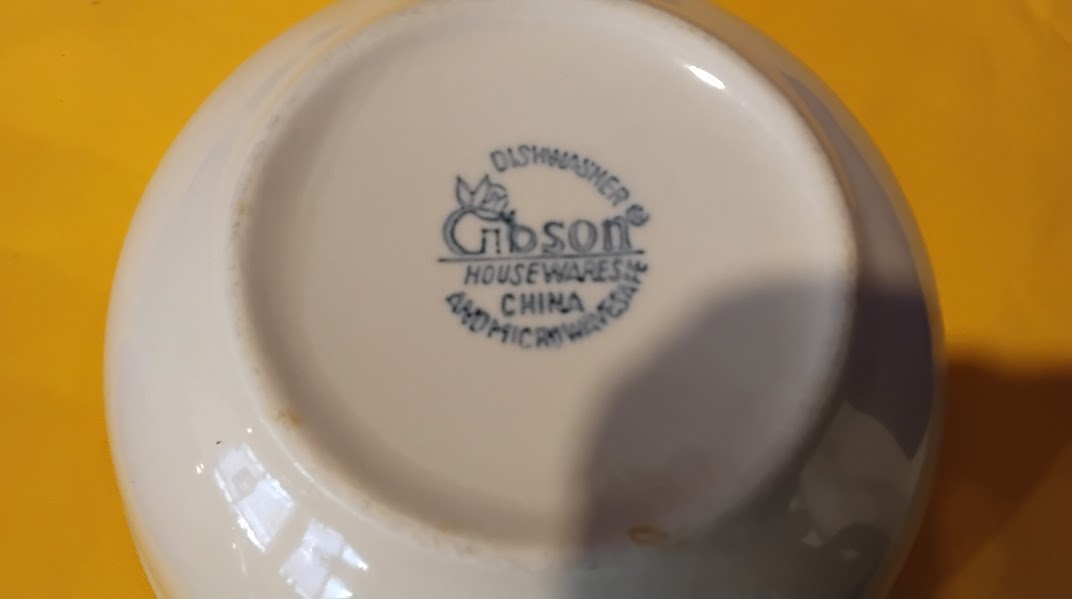 DISHWASHER
Gibson
HOUSEWARES
CHINA
AND MICROWAVE SAFE